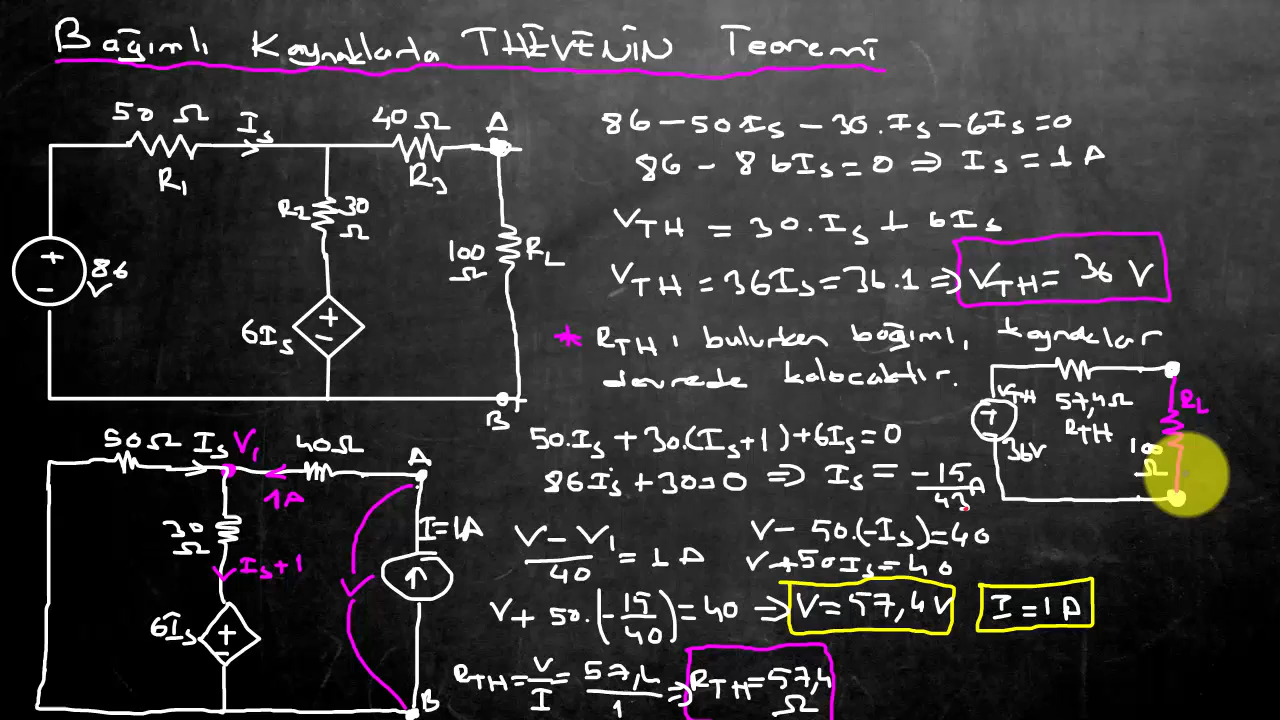 Bağımlı Kaynaklarla THEVENİN Teoremi
50 Ω
Is
40 Ω
A
R1
R3
R2 30 Ω
100 Ω
RL
+
-
86 V
6Is
+
-
B
86 - 50Is - 30.Is - 6Is = 0
86 - 86Is = 0 ⇒ Is = 1 A
VTH = 30.Is + 6Is
VTH = 36Is = 36.1 ⇒ VTH = 36 V
* RTH ı bulurken bağımlı kaynaklar
devrede kalacaktır.
VTH
+
36V
57,4Ω
RTH
RL
100 Ω
50Ω Is V1 40Ω A
1A
30 Ω
I=1A
Is+1
6Is
+
-
B
50.Is + 30.(Is+1) + 6Is = 0
86Is + 30 = 0 ⇒ Is = -15/43 A
V - V1 / 40 = 1 A
V - 50.(-Is) = 40
V + 50Is = 40
V + 50.(-15/40) = 40 ⇒ V = 57,4 V
I = 1 A
RTH = V/I = 57,4/1 ⇒ RTH = 57,4 Ω